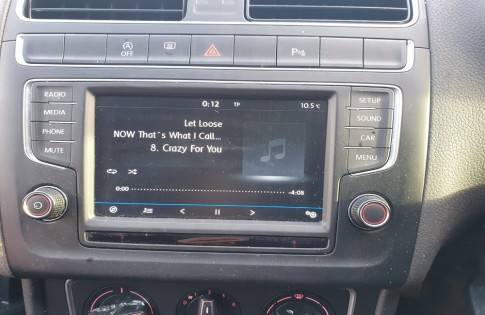 OFF
P
RADIO
MEDIA
PHONE
MUTE
0:12 TP 10.5°C
Let Loose
NOW That's What I Call...
8. Crazy For You
0:00 -4:08
SETUP
SOUND
CAR
MENU